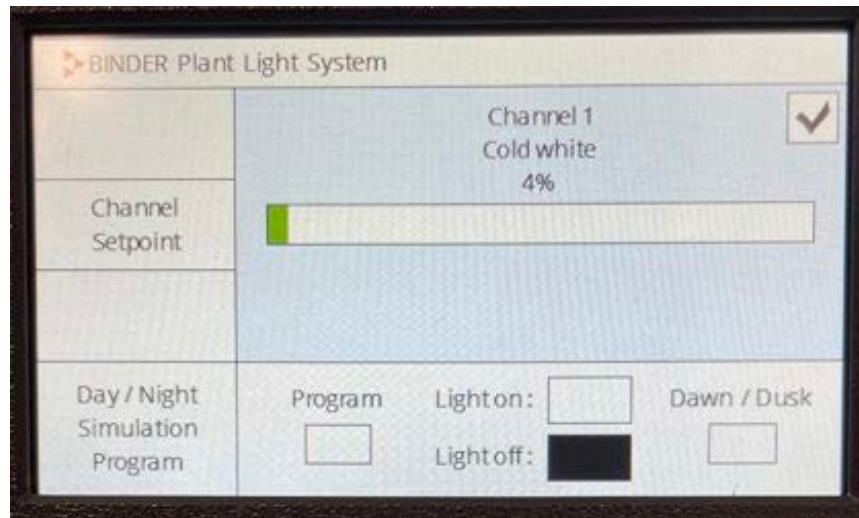 BINDER Plant Light System
Channel 1
Cold white
4%
Channel
Setpoint
Day / Night
Simulation
Program
Program
Light on:
Light off:
Dawn / Dusk